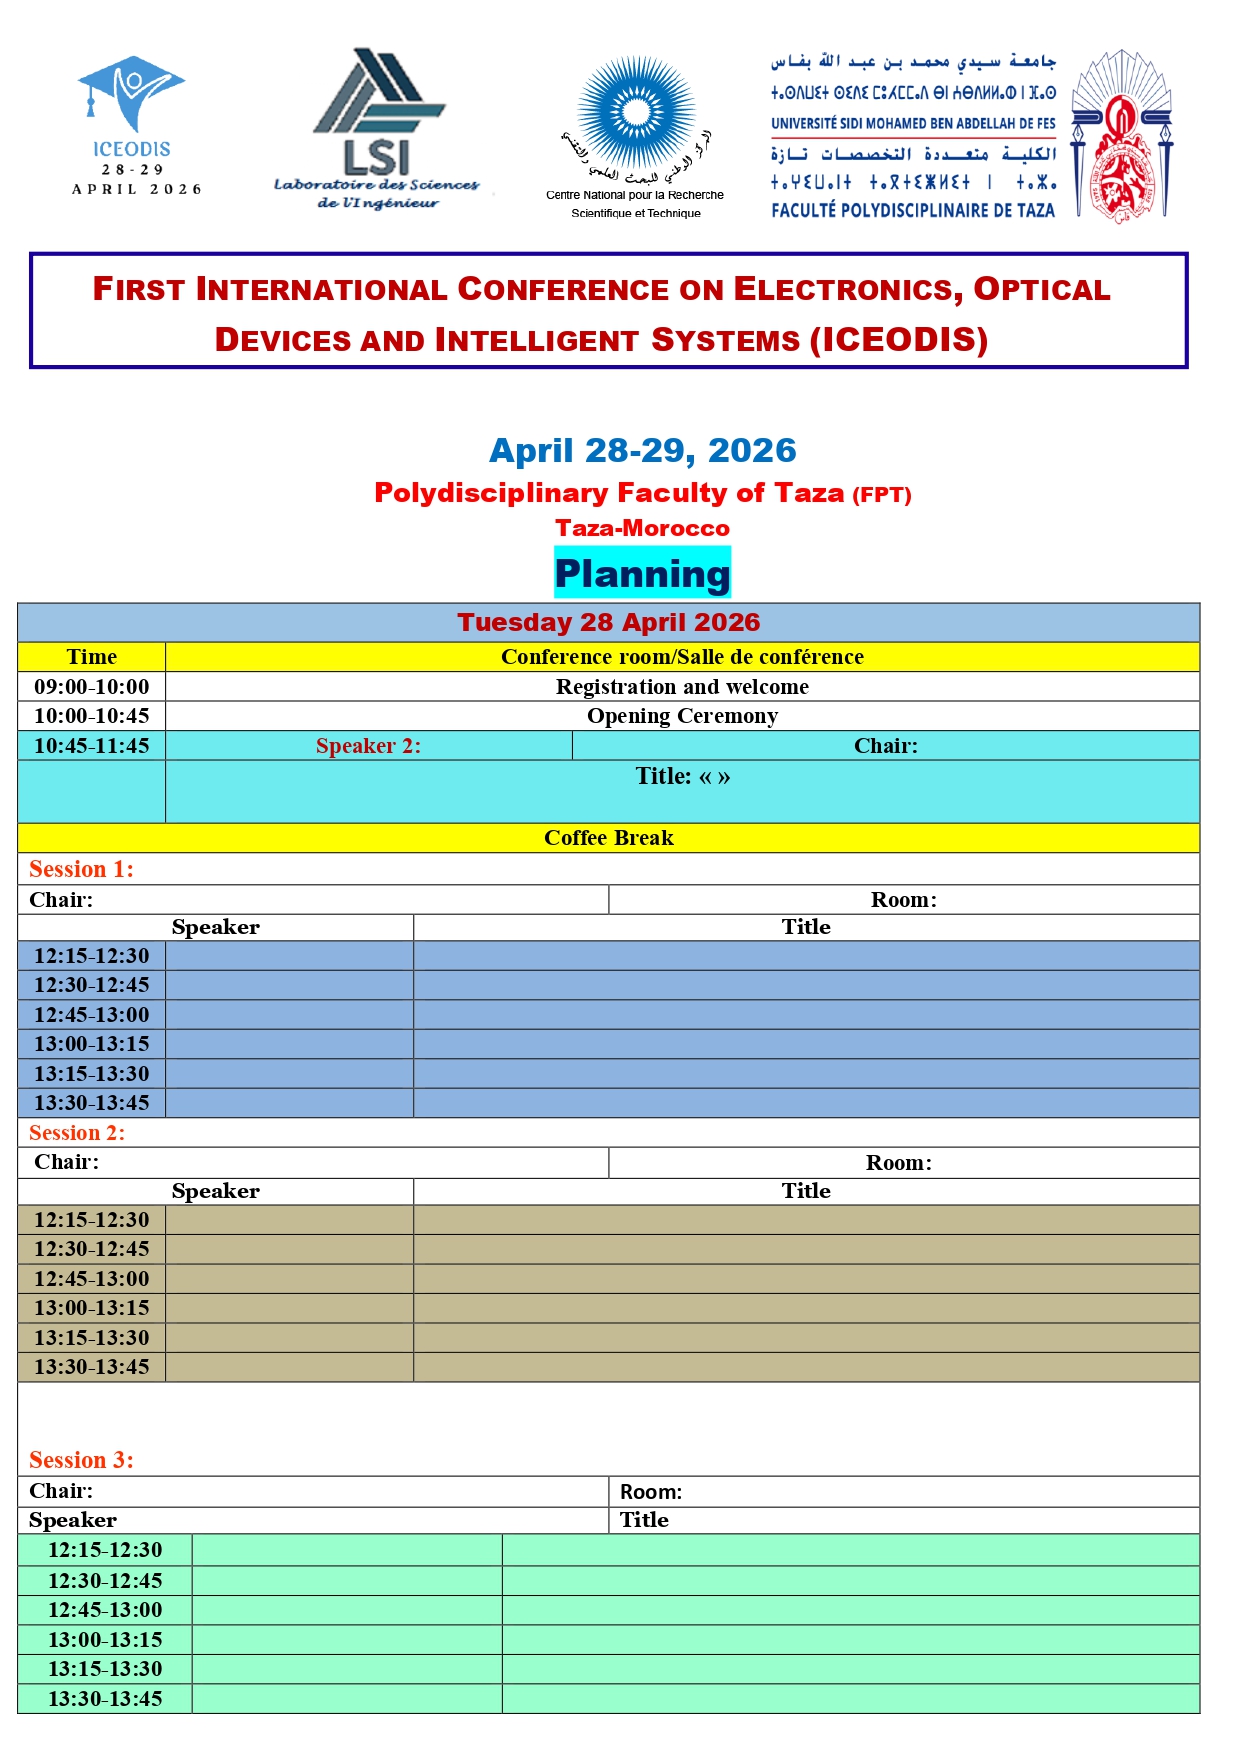 ICEODIS
28-29
APRIL 2026
LSI
Laboratoire des Sciences
de l'Ingénieur
المركز الوطني للبحث العلمي والتقني
Centre National pour la Recherche
Scientifique et Technique
جامعة سيدي محمد بن عبد الله بفاس
UNIVERSITÉ SIDI MOHAMED BEN ABDELLAH DE FES
الكلية متعددة التخصصات تازة
FACULTÉ POLYDISCIPLINAIRE DE TAZA
FIRST INTERNATIONAL CONFERENCE ON ELECTRONICS, OPTICAL
DEVICES AND INTELLIGENT SYSTEMS (ICEODIS)
April 28-29, 2026
Polydisciplinary Faculty of Taza (FPT)
Taza-Morocco
Planning
Tuesday 28 April 2026
Time Conference room/Salle de conférence
09:00-10:00 Registration and welcome
10:00-10:45 Opening Ceremony
10:45-11:45 Speaker 2: Chair:
Title: « »
Coffee Break
Session 1:
Chair: Room:
Speaker Title
12:15-12:30
12:30-12:45
12:45-13:00
13:00-13:15
13:15-13:30
13:30-13:45
Session 2:
Chair: Room:
Speaker Title
12:15-12:30
12:30-12:45
12:45-13:00
13:00-13:15
13:15-13:30
13:30-13:45
Session 3:
Chair: Room:
Speaker Title
12:15-12:30
12:30-12:45
12:45-13:00
13:00-13:15
13:15-13:30
13:30-13:45